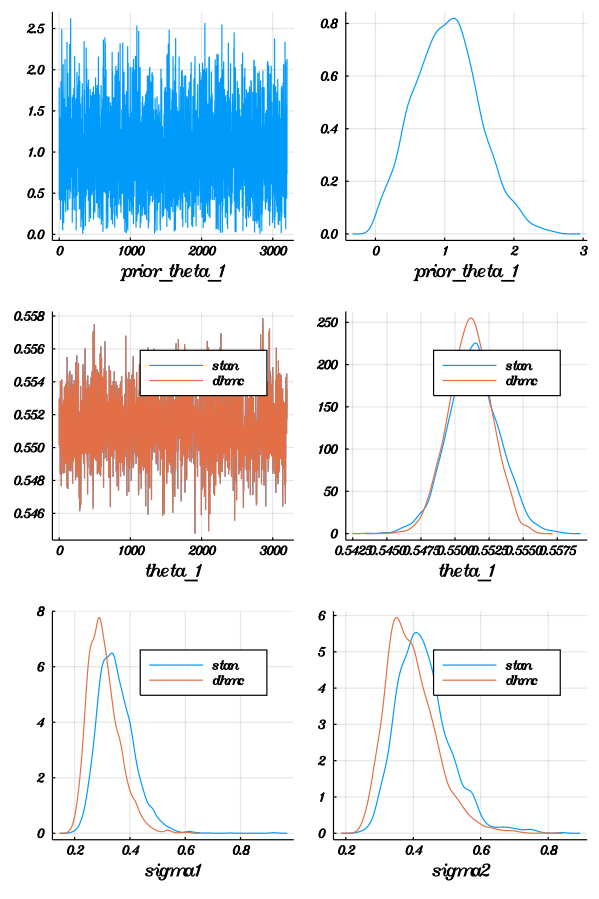 2.5
2.0
1.5
1.0
0.5
0.0
0 1000 2000 3000
prior_theta_1
0.8
0.6
0.4
0.2
0.0
0 1 2 3
prior_theta_1
0.558
0.556
0.554
0.552
0.550
0.548
0.546
stan
dhmc
0 1000 2000 3000
theta_1
250
200
150
100
50
0
stan
dhmc
0.5425 0.5450 0.5475 0.5500 0.5525 0.5550 0.5575
theta_1
8
6
4
2
0
stan
dhmc
0.2 0.4 0.6 0.8
sigma1
6
5
4
3
2
1
0
stan
dhmc
0.2 0.4 0.6 0.8
sigma2